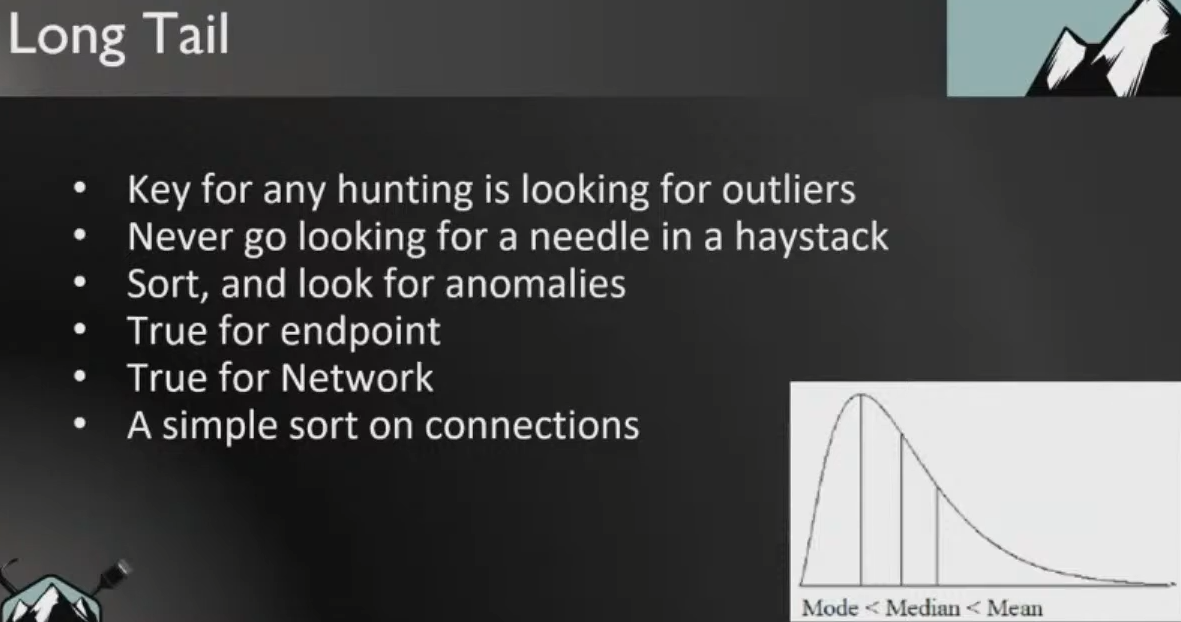 Long Tail
• Key for any hunting is looking for outliers
• Never go looking for a needle in a haystack
• Sort, and look for anomalies
• True for endpoint
• True for Network
• A simple sort on connections
Mode < Median < Mean